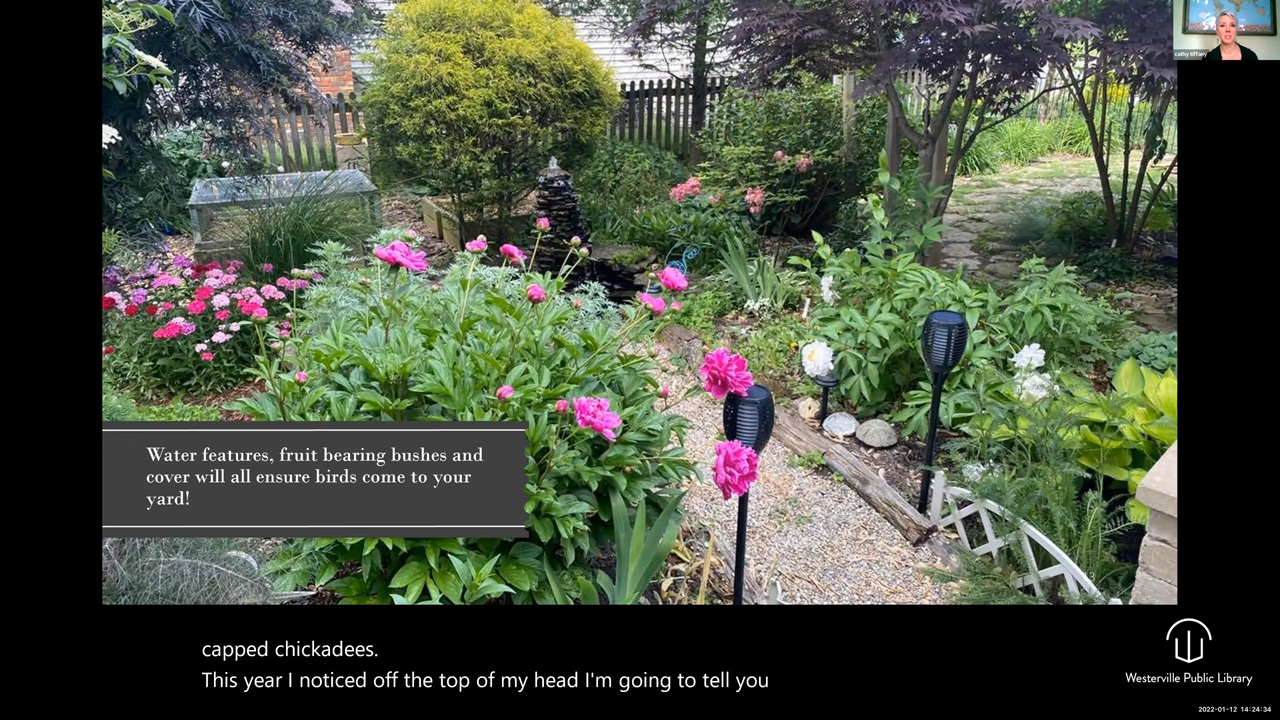 cathy tiffany
Water features, fruit bearing bushes and
cover will all ensure birds come to your
yard!
capped chickadees.
This year I noticed off the top of my head I'm going to tell you
Westerville Public Library
2022-01-12 14:24:34